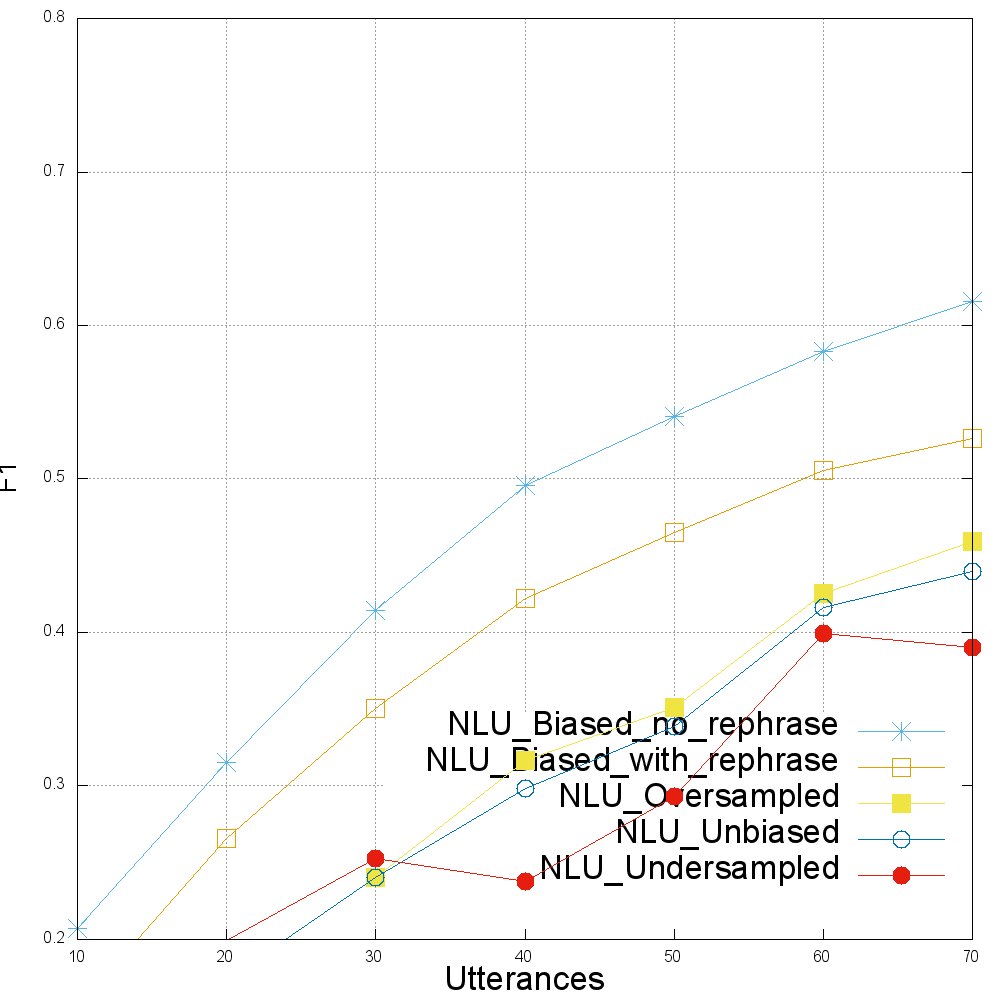 0.8
0.7
0.6
0.5
0.4
0.3
0.2
F1
NLU_Biased_no_rephrase
NLU_Biased_with_rephrase
NLU_Oversampled
NLU_Unbiased
NLU_Undersampled
10 20 30 40 50 60 70
Utterances